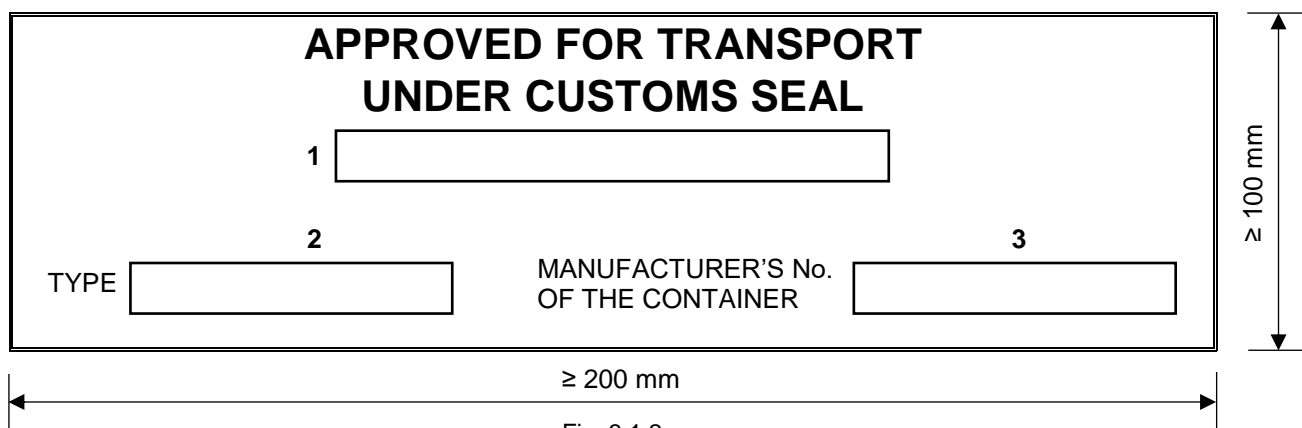 APPROVED FOR TRANSPORT
UNDER CUSTOMS SEAL
1
≥ 100 mm
2
3
TYPE
MANUFACTURER’S No.
OF THE CONTAINER
≥ 200 mm